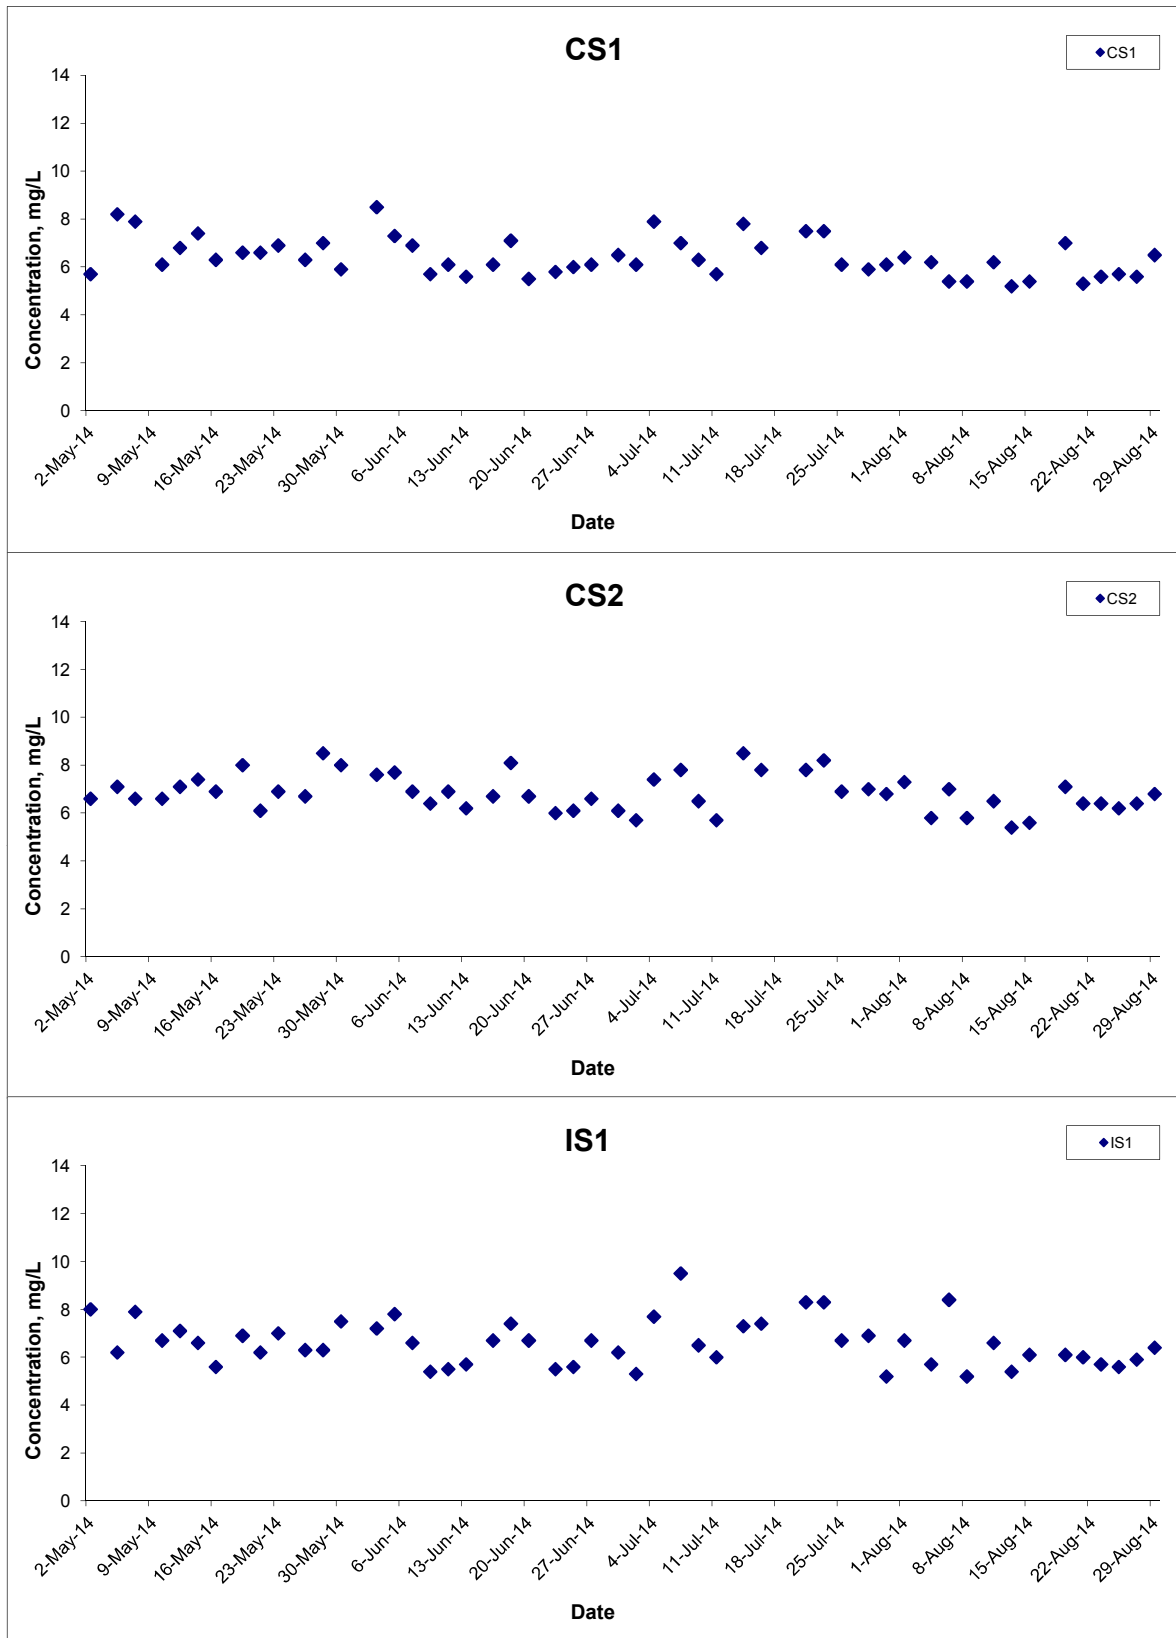 CS1
CS1
14
12
10
8
6
4
2
0
Concentration, mg/L
2-May-14 9-May-14 16-May-14 23-May-14 30-May-14 6-Jun-14 13-Jun-14 20-Jun-14 27-Jun-14 4-Jul-14 11-Jul-14 18-Jul-14 25-Jul-14 1-Aug-14 8-Aug-14 15-Aug-14 22-Aug-14 29-Aug-14
Date
CS2
CS2
14
12
10
8
6
4
2
0
Concentration, mg/L
2-May-14 9-May-14 16-May-14 23-May-14 30-May-14 6-Jun-14 13-Jun-14 20-Jun-14 27-Jun-14 4-Jul-14 11-Jul-14 18-Jul-14 25-Jul-14 1-Aug-14 8-Aug-14 15-Aug-14 22-Aug-14 29-Aug-14
Date
IS1
IS1
14
12
10
8
6
4
2
0
Concentration, mg/L
2-May-14 9-May-14 16-May-14 23-May-14 30-May-14 6-Jun-14 13-Jun-14 20-Jun-14 27-Jun-14 4-Jul-14 11-Jul-14 18-Jul-14 25-Jul-14 1-Aug-14 8-Aug-14 15-Aug-14 22-Aug-14 29-Aug-14
Date